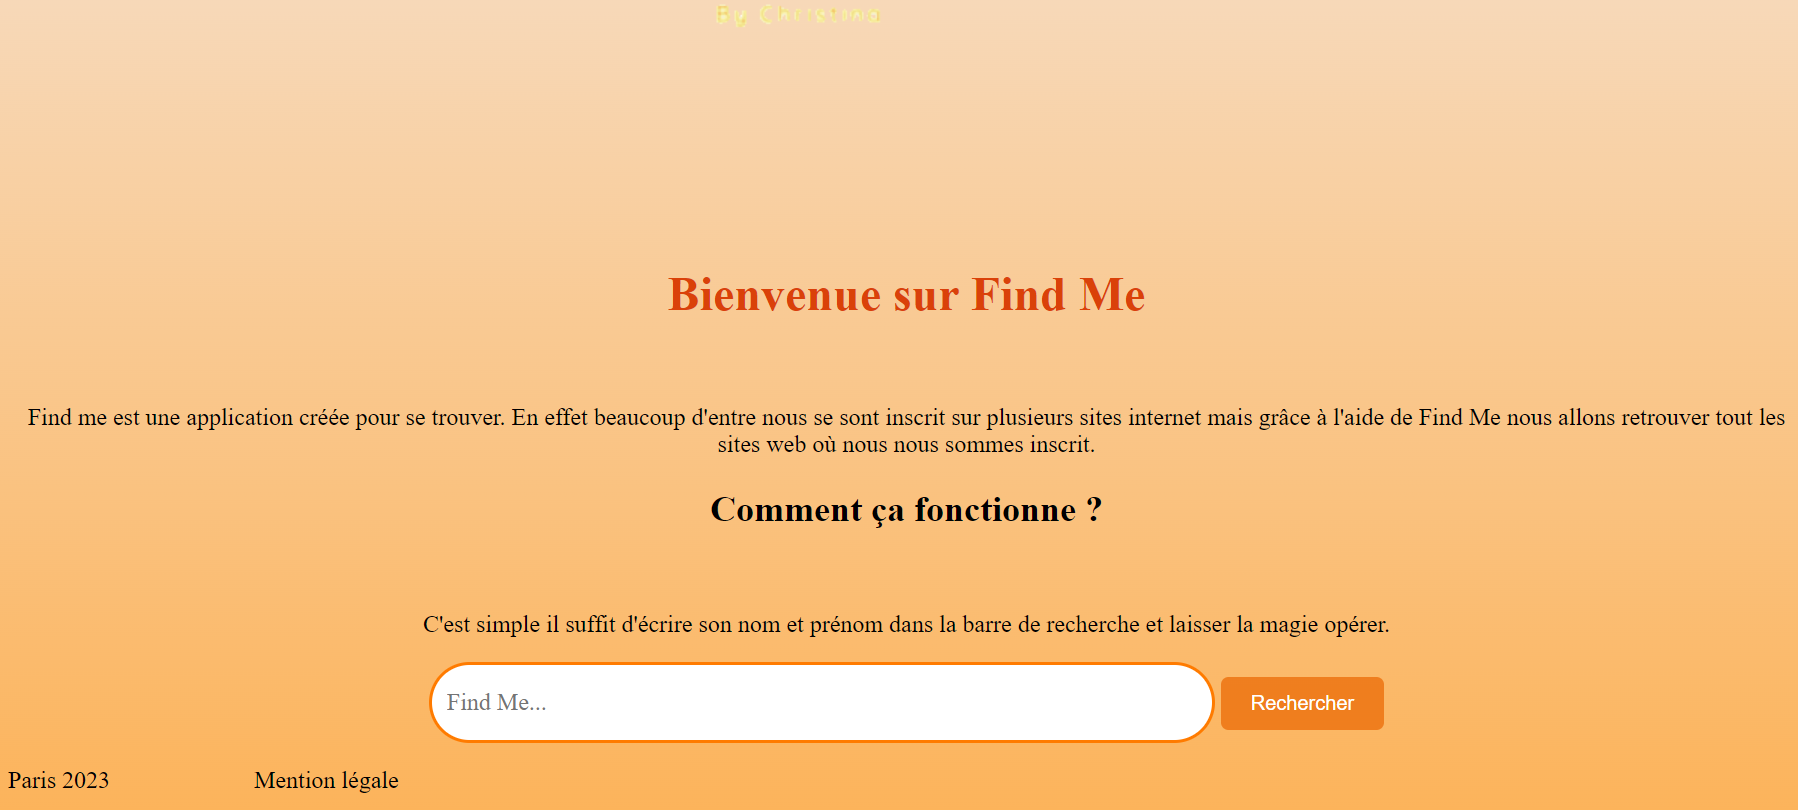 By Christina
Bienvenue sur Find Me
Find me est une application créée pour se trouver. En effet beaucoup d'entre nous se sont inscrit sur plusieurs sites internet mais grâce à l'aide de Find Me nous allons retrouver tout les
sites web où nous nous sommes inscrit.
Comment ça fonctionne ?
C'est simple il suffit d'écrire son nom et prénom dans la barre de recherche et laisser la magie opérer.
Find Me... Rechercher
Paris 2023 Mention légale